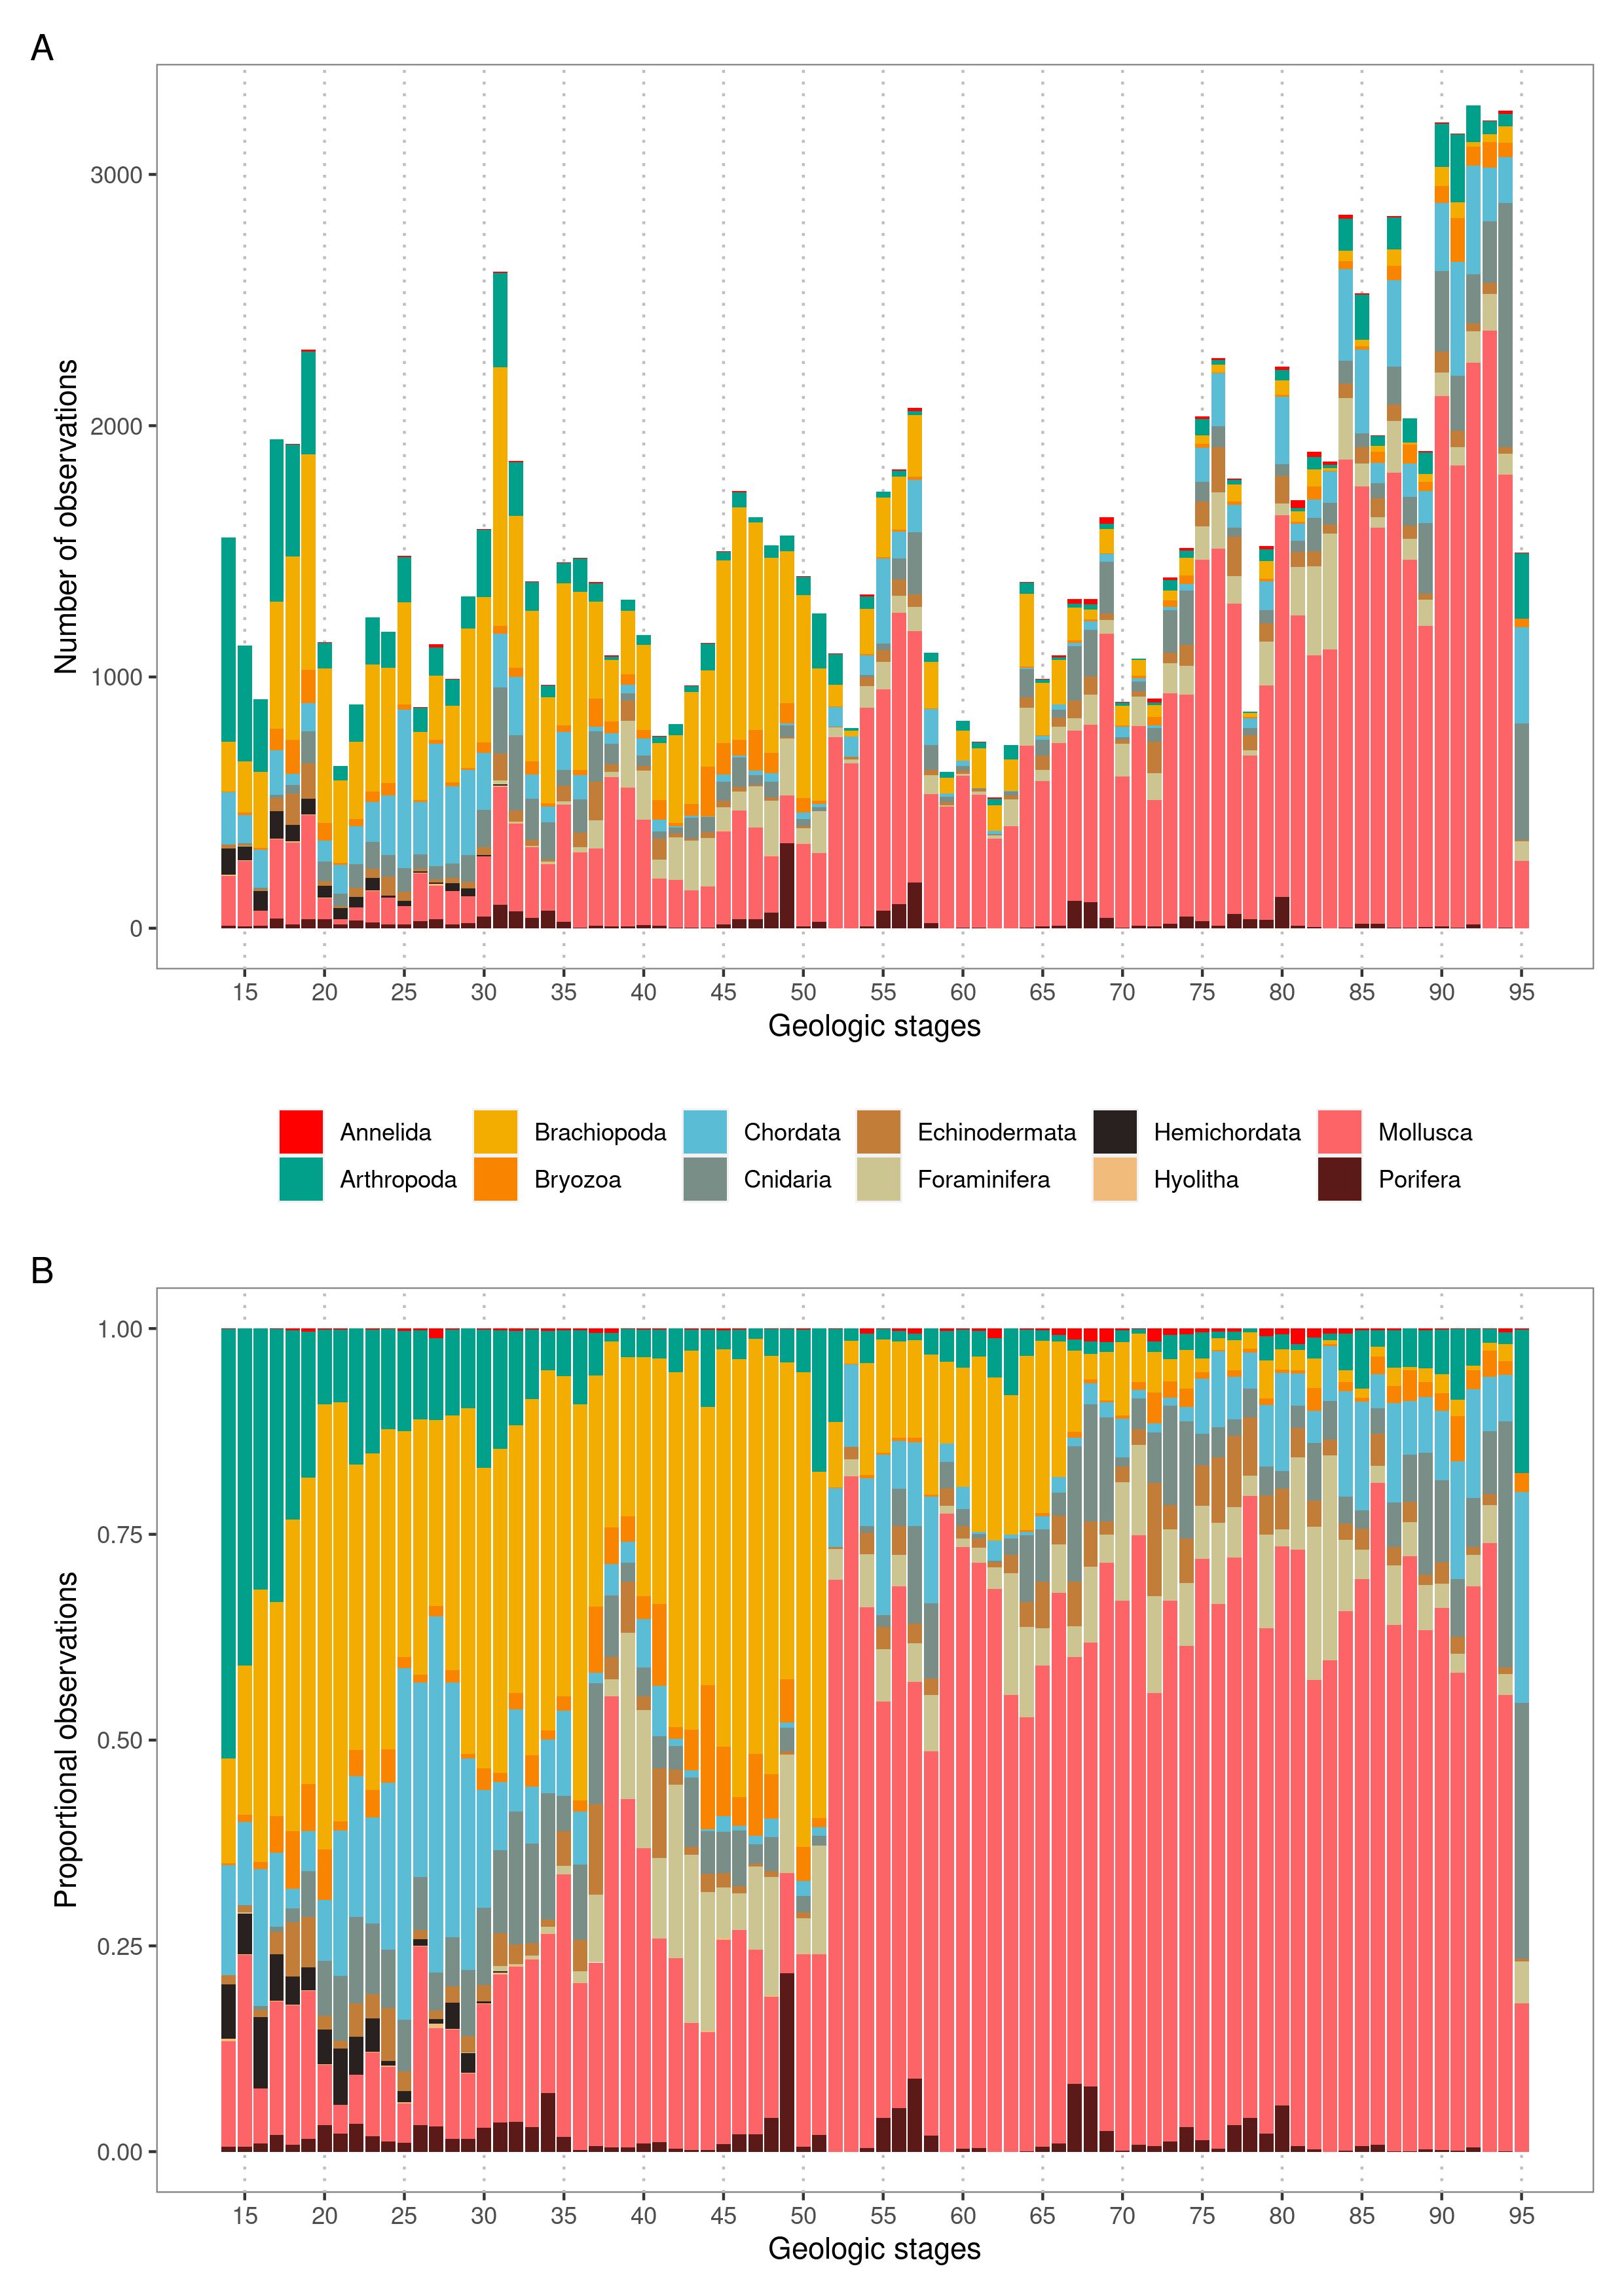 A
3000
2000
1000
0
Number of observations
15 20 25 30 35 40 45 50 55 60 65 70 75 80 85 90 95
Geologic stages
Annelida Brachiopoda Chordata Echinodermata Hemichordata Mollusca
Arthropoda Bryozoa Cnidaria Foraminifera Hyolitha Porifera
B
1.00
0.75
0.50
0.25
0.00
Proportional observations
15 20 25 30 35 40 45 50 55 60 65 70 75 80 85 90 95
Geologic stages